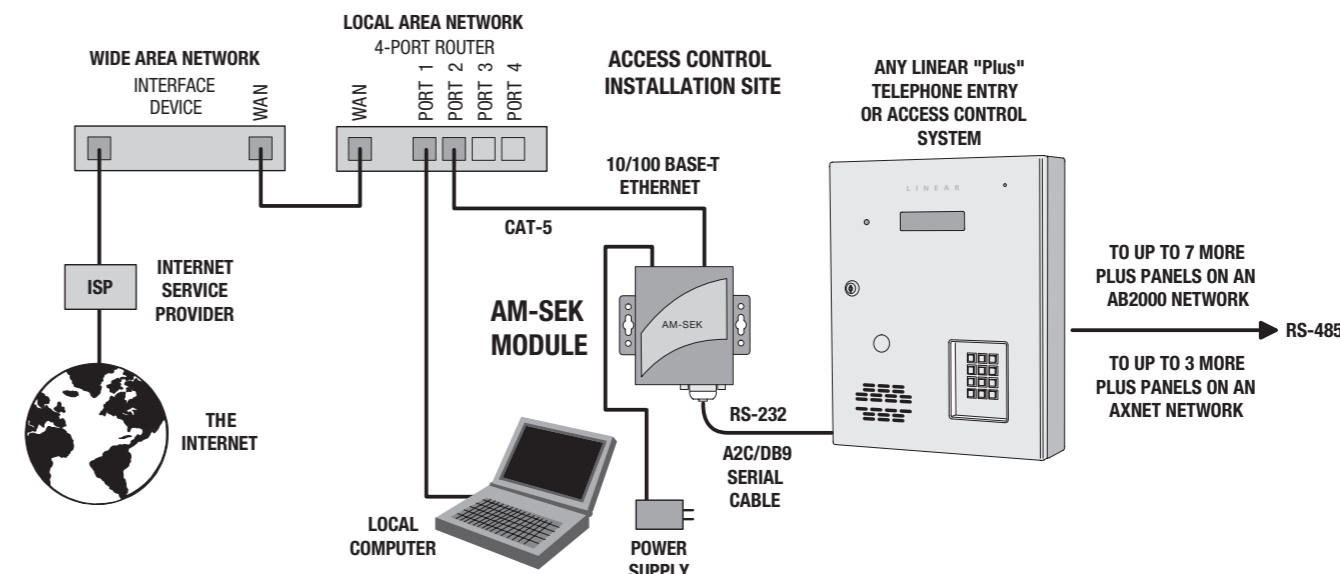 LOCAL AREA NETWORK
4-PORT ROUTER
WIDE AREA NETWORK
INTERFACE
DEVICE
WAN
WAN
PORT 1
PORT 2
PORT 3
PORT 4
ACCESS CONTROL
INSTALLATION SITE
ANY LINEAR "Plus"
TELEPHONE ENTRY
OR ACCESS CONTROL
SYSTEM
10/100 BASE-T
ETHERNET
CAT-5
LINEAR
ISP
INTERNET
SERVICE
PROVIDER
AM-SEK
MODULE
AM-SEK
TO UP TO 7 MORE
PLUS PANELS ON AN
AB2000 NETWORK
RS-485
TO UP TO 3 MORE
PLUS PANELS ON AN
AXNET NETWORK
THE
INTERNET
RS-232
A2C/DB9
SERIAL
CABLE
LOCAL
COMPUTER
POWER
SUPPLY